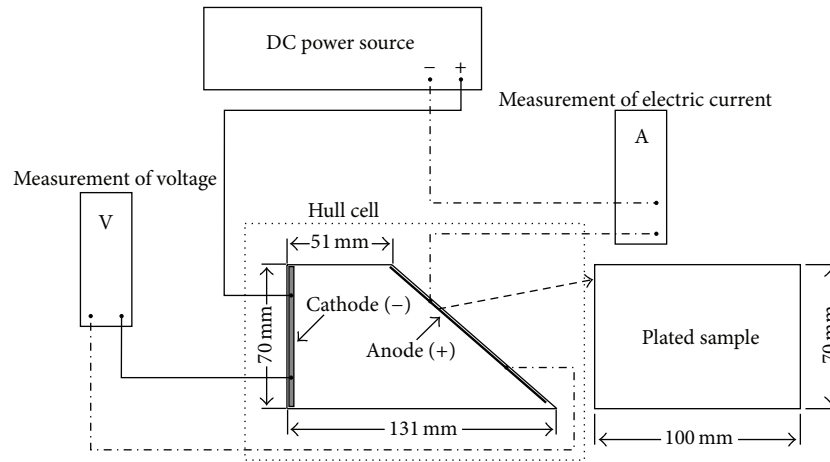 DC power source
− +
Measurement of electric current
A
Measurement of voltage
V
Hull cell
51 mm
70 mm
Cathode (−)
Anode (+)
131 mm
Plated sample
70 mm
100 mm